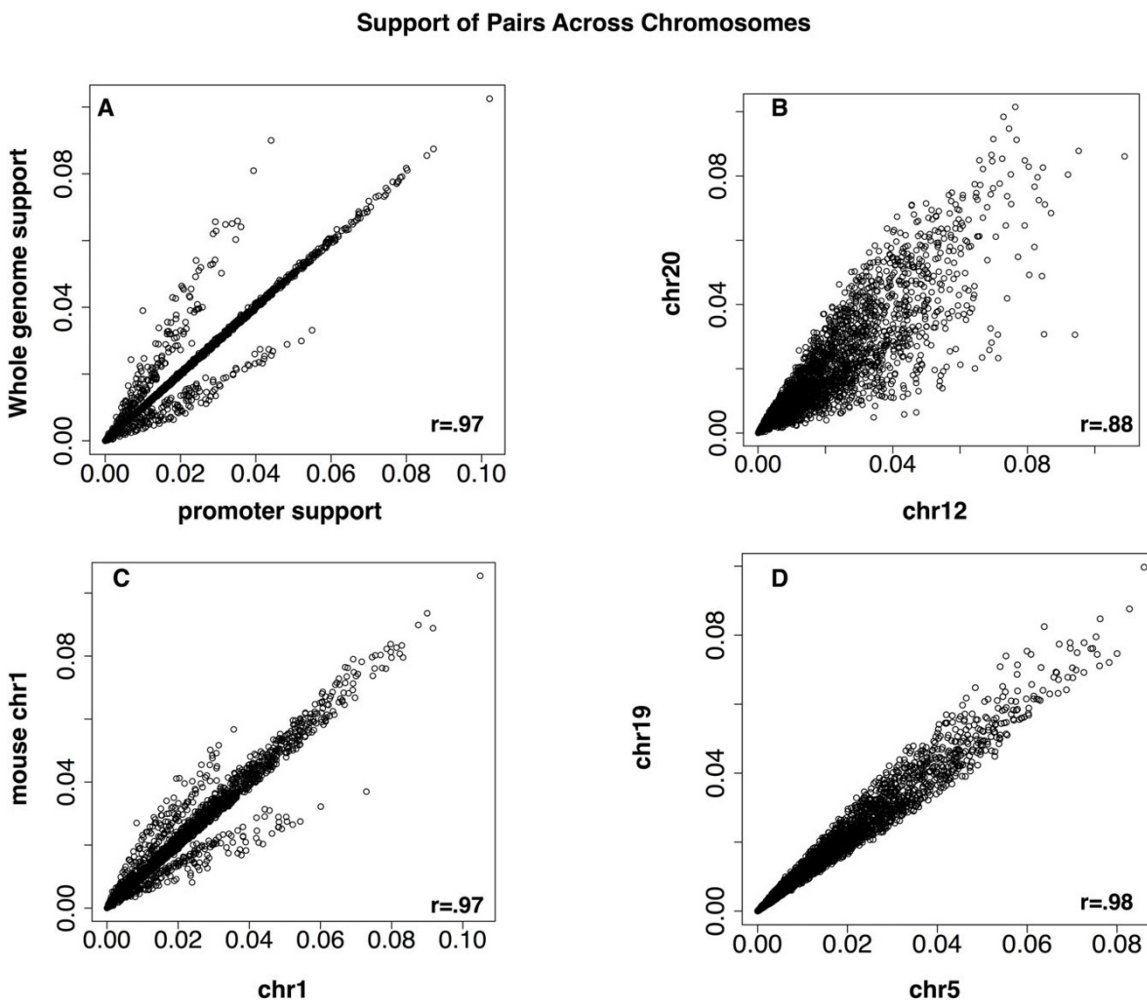 Support of Pairs Across Chromosomes
A
Whole genome support
0.00 0.04 0.08
r=.97
0.00 0.02 0.04 0.06 0.08 0.10
promoter support
B
chr20
0.00 0.04 0.08
r=.88
0.00 0.04 0.08
chr12
C
mouse chr1
0.00 0.04 0.08
r=.97
0.00 0.02 0.04 0.06 0.08 0.10
chr1
D
chr19
0.00 0.04 0.08
r=.98
0.00 0.02 0.04 0.06 0.08
chr5